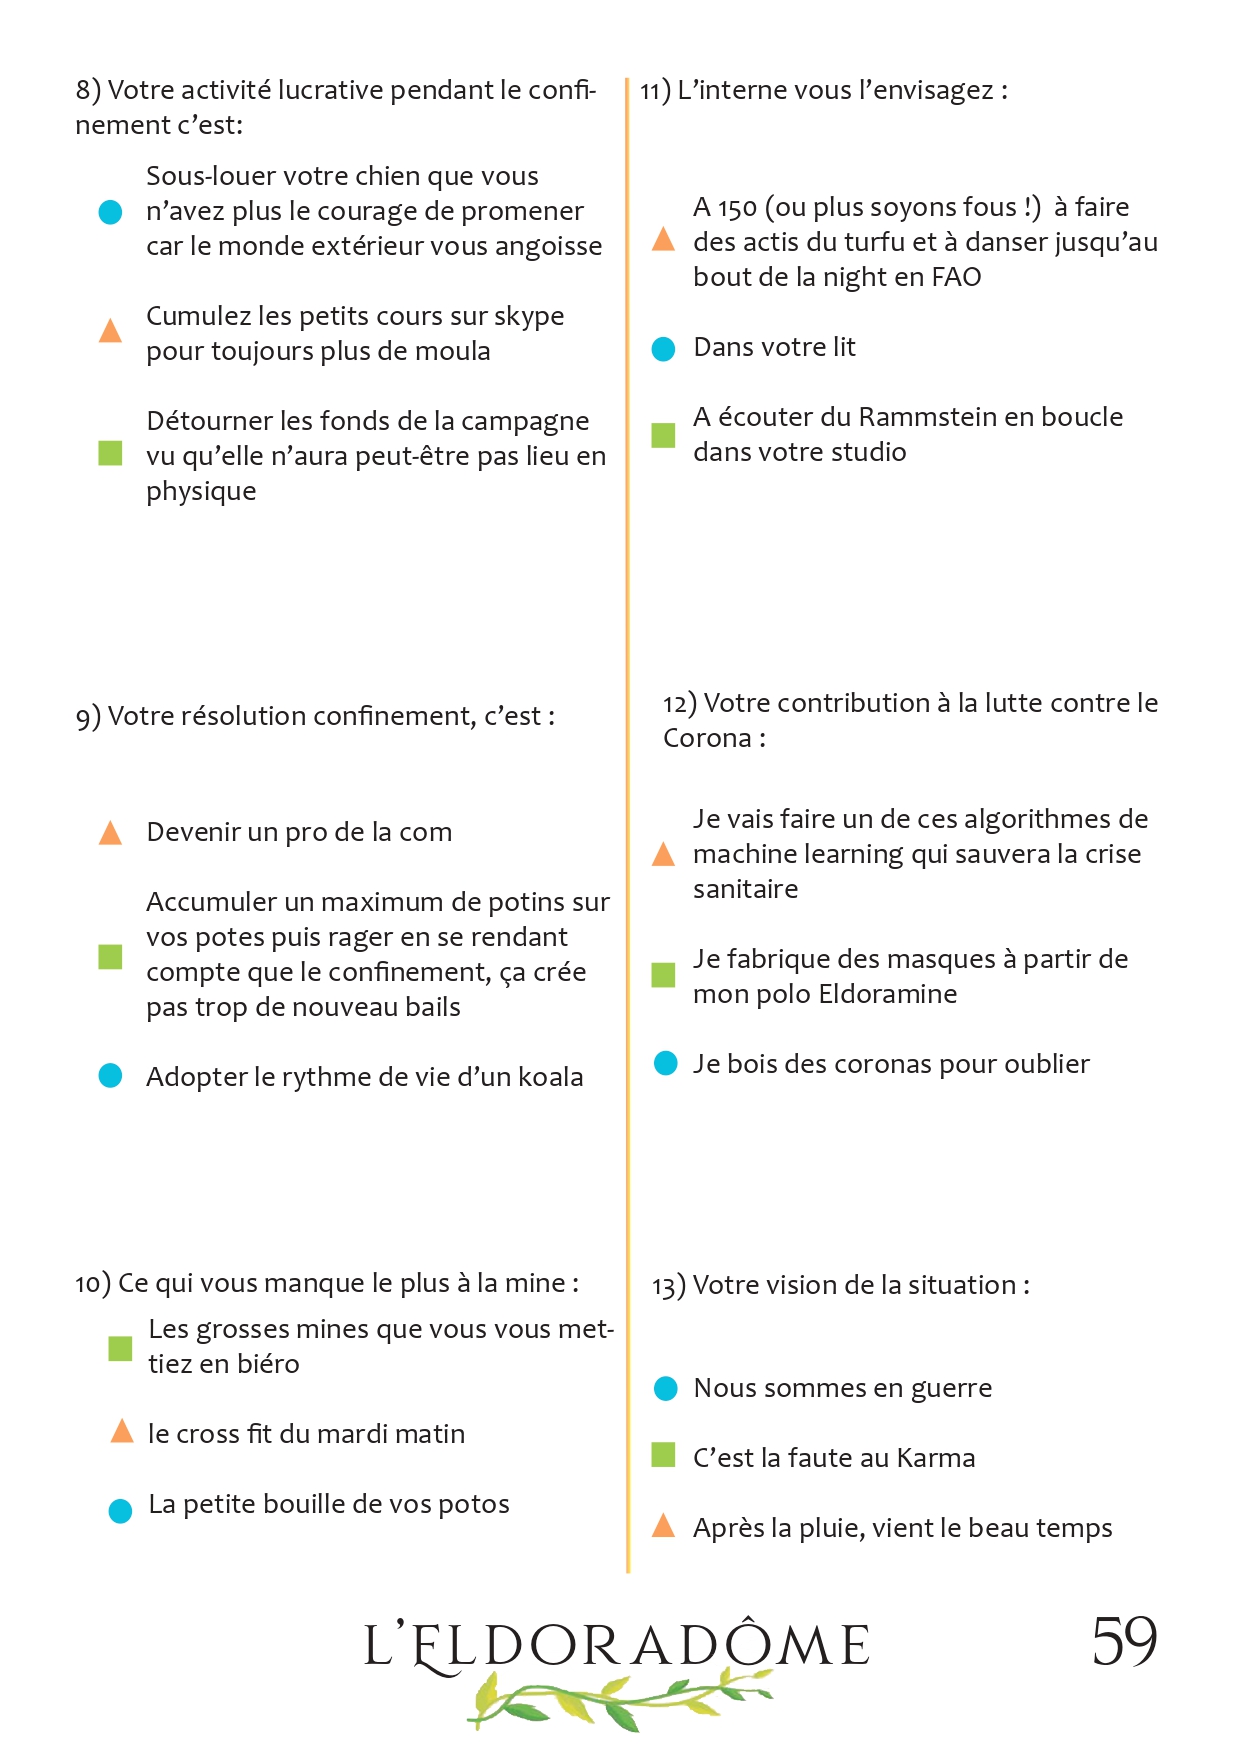 8) Votre activité lucrative pendant le confi-
nement c’est:
Sous-louer votre chien que vous
n’avez plus le courage de promener
car le monde extérieur vous angoisse
Cumulez les petits cours sur skype
pour toujours plus de moula
Détourner les fonds de la campagne
vu qu’elle n’aura peut-être pas lieu en
physique
9) Votre résolution confinement, c’est :
Devenir un pro de la com
Accumuler un maximum de potins sur
vos potes puis rager en se rendant
compte que le confinement, ça crée
pas trop de nouveau bails
Adopter le rythme de vie d’un koala
10) Ce qui vous manque le plus à la mine :
Les grosses mines que vous vous met-
tiez en biéro
le cross fit du mardi matin
La petite bouille de vos potos
11) L’interne vous l’envisagez :
A 150 (ou plus soyons fous !) à faire
des actis du turfu et à danser jusqu’au
bout de la night en FAO
Dans votre lit
A écouter du Rammstein en boucle
dans votre studio
12) Votre contribution à la lutte contre le
Corona :
Je vais faire un de ces algorithmes de
machine learning qui sauvera la crise
sanitaire
Je fabrique des masques à partir de
mon polo Eldoramine
Je bois des coronas pour oublier
13) Votre vision de la situation :
Nous sommes en guerre
C’est la faute au Karma
Après la pluie, vient le beau temps
L’ELDORADÔME
59